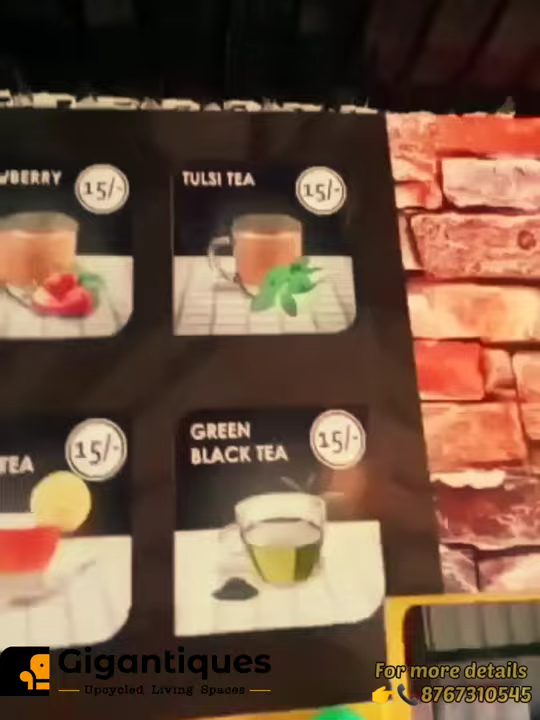 WBERRY
15/-
TULSI TEA
15/-
TEA
15/-
GREEN
BLACK TEA
15/-
Gigantiques
Upcycled Living Spaces
For more details
8767310545